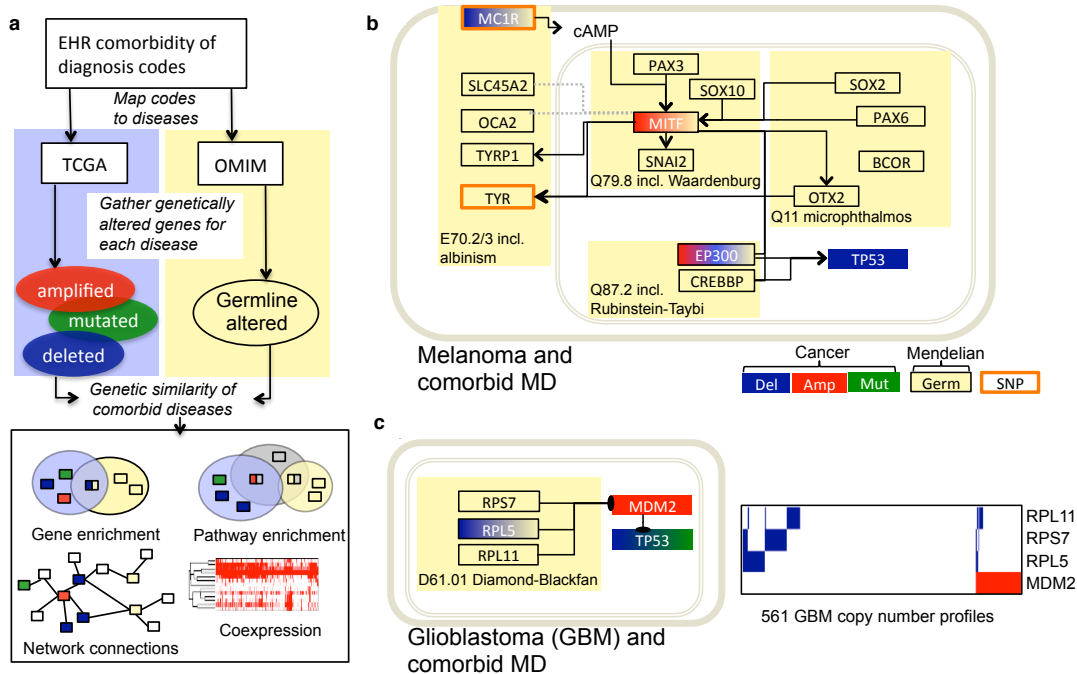 a
EHR comorbidity of
diagnosis codes
Map codes
to diseases
TCGA
OMIM
Gather genetically
altered genes for
each disease
amplified
mutated
deleted
Germline
altered
Genetic similarity of
comorbid diseases
Gene enrichment
Pathway enrichment
Network connections
Coexpression
b
MC1R
cAMP
PAX3
SLC45A2
SOX10
SOX2
OCA2
MITF
PAX6
TYRP1
SNAI2
BCOR
Q79.8 incl. Waardenburg
TYR
OTX2
Q11 microphthalmos
E70.2/3 incl.
albinism
EP300
TP53
CREBBP
Q87.2 incl.
Rubinstein-Taybi
Melanoma and
comorbid MD
Cancer
Mendelian
Del
Amp
Mut
Germ
SNP
c
RPS7
MDM2
RPL5
TP53
RPL11
D61.01 Diamond-Blackfan
Glioblastoma (GBM) and
comorbid MD
RPL11
RPS7
RPL5
MDM2
561 GBM copy number profiles